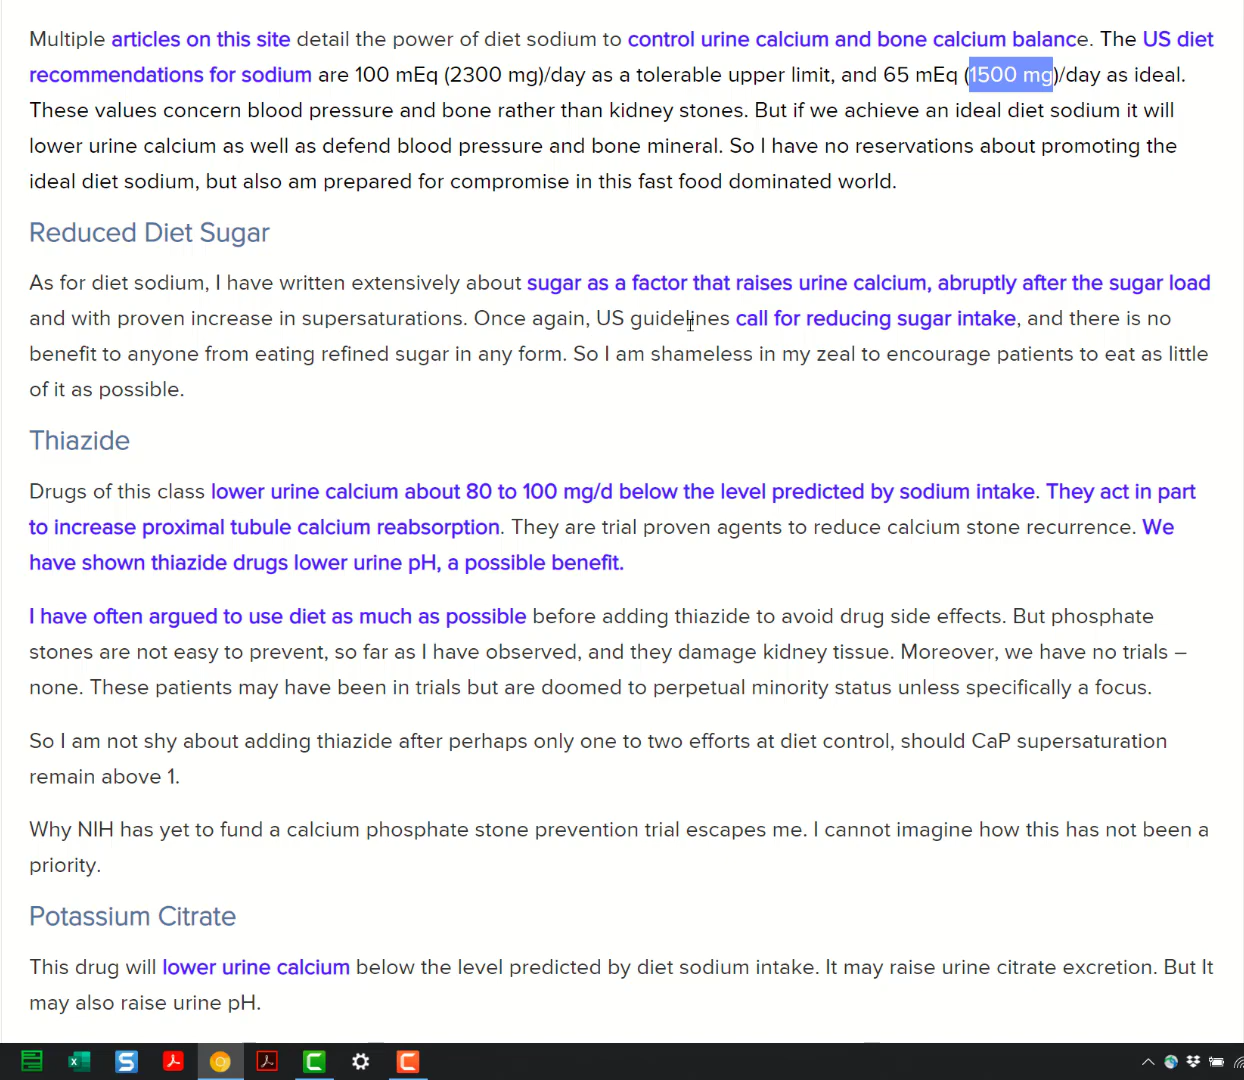 Multiple articles on this site detail the power of diet sodium to control urine calcium and bone calcium balance. The US diet
recommendations for sodium are 100 mEq (2300 mg)/day as a tolerable upper limit, and 65 mEq (1500 mg)/day as ideal.
These values concern blood pressure and bone rather than kidney stones. But if we achieve an ideal diet sodium it will
lower urine calcium as well as defend blood pressure and bone mineral. So I have no reservations about promoting the
ideal diet sodium, but also am prepared for compromise in this fast food dominated world.
Reduced Diet Sugar
As for diet sodium, I have written extensively about sugar as a factor that raises urine calcium, abruptly after the sugar load
and with proven increase in supersaturations. Once again, US guidelines call for reducing sugar intake, and there is no
benefit to anyone from eating refined sugar in any form. So I am shameless in my zeal to encourage patients to eat as little
of it as possible.
Thiazide
Drugs of this class lower urine calcium about 80 to 100 mg/d below the level predicted by sodium intake. They act in part
to increase proximal tubule calcium reabsorption. They are trial proven agents to reduce calcium stone recurrence. We
have shown thiazide drugs lower urine pH, a possible benefit.
I have often argued to use diet as much as possible before adding thiazide to avoid drug side effects. But phosphate
stones are not easy to prevent, so far as I have observed, and they damage kidney tissue. Moreover, we have no trials –
none. These patients may have been in trials but are doomed to perpetual minority status unless specifically a focus.
So I am not shy about adding thiazide after perhaps only one to two efforts at diet control, should CaP supersaturation
remain above 1.
Why NIH has yet to fund a calcium phosphate stone prevention trial escapes me. I cannot imagine how this has not been a
priority.
Potassium Citrate
This drug will lower urine calcium below the level predicted by diet sodium intake. It may raise urine citrate excretion. But It
may also raise urine pH.